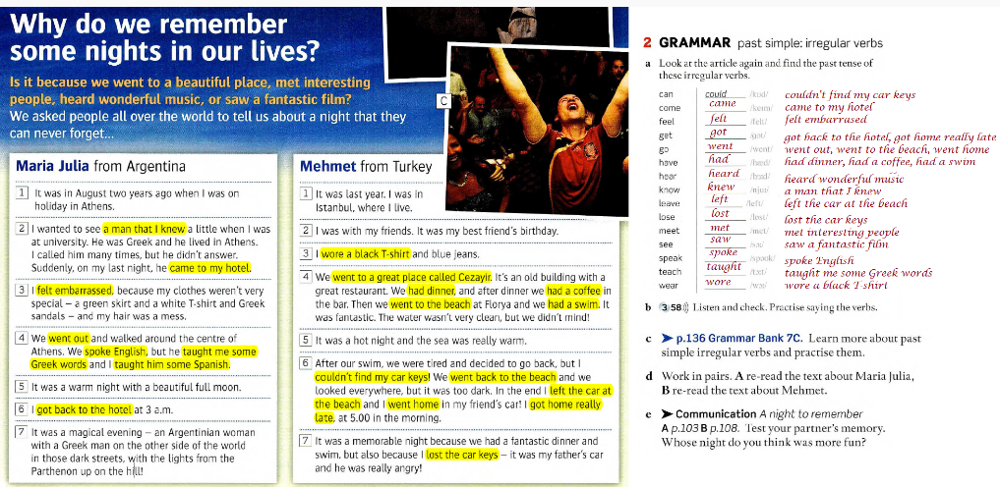 Why do we remember
some nights in our lives?
Is it because we went to a beautiful place, met interesting
people, heard wonderful music, or saw a fantastic film?
We asked people all over the world to tell us about a night that they
can never forget...
C
Maria Julia from Argentina
1 It was in August two years ago when I was on
holiday in Athens.
2 I wanted to see a man that I knew a little when I was
at university. He was Greek and he lived in Athens.
I called him many times, but he didn't answer.
Suddenly, on my last night, he came to my hotel.
3 I felt embarrassed, because my clothes weren't very
special – a green skirt and a white T-shirt and Greek
sandals – and my hair was a mess.
4 We went out and walked around the centre of
Athens. We spoke English, but he taught me some
Greek words and I taught him some Spanish.
5 It was a warm night with a beautiful full moon.
6 I got back to the hotel at 3 a.m.
7 It was a magical evening – an Argentinian woman
with a Greek man on the other side of the world
in those dark streets, with the lights from the
Parthenon up on the hill!
Mehmet from Turkey
1 It was last year. I was in
Istanbul, where I live.
2 I was with my friends. It was my best friend's birthday.
3 I wore a black T-shirt and blue jeans.
4 We went to a great place called Cezayir. It's an old building with a
great restaurant. We had dinner, and after dinner we had a coffee in
the bar. Then we went to the beach at Florya and we had a swim. It
was fantastic. The water wasn't very clean, but we didn't mind!
5 It was a hot night and the sea was really warm.
6 After our swim, we were tired and decided to go back, but I
couldn't find my car keys! We went back to the beach and we
looked everywhere, but it was too dark. In the end I left the car at
the beach and I went home in my friend's car! I got home really
late, at 5.00 in the morning.
7 It was a memorable night because we had a fantastic dinner and
swim, but also because I lost the car keys – it was my father's car
and he was really angry!
2 GRAMMAR past simple: irregular verbs
a Look at the article again and find the past tense of
these irregular verbs.
can could /kʊd/ couldn't find my car keys
come came /keɪm/ came to my hotel
feel felt /felt/ felt embarrased
get got /gɒt/ got back to the hotel, got home really late
go went /went/ went out, went to the beach, went home
have had /hæd/ had dinner, had a coffee, had a swim
hear heard /hɜːd/ heard wonderful music
know knew /njuː/ a man that I knew
leave left /left/ left the car at the beach
lose lost /lɒst/ lost the car keys
meet met /met/ met interesting people
see saw /sɔː/ saw a fantastic film
speak spoke /spəʊk/ spoke English
teach taught /tɔːt/ taught me some Greek words
wear wore /wɔː/ wore a black T-shirt
b 3 58 Listen and check. Practise saying the verbs.
c ➤ p.136 Grammar Bank 7C. Learn more about past
simple irregular verbs and practise them.
d Work in pairs. A re-read the text about Maria Julia,
B re-read the text about Mehmet.
e ➤ Communication A night to remember
A p.103 B p.108. Test your partner's memory.
Whose night do you think was more fun?